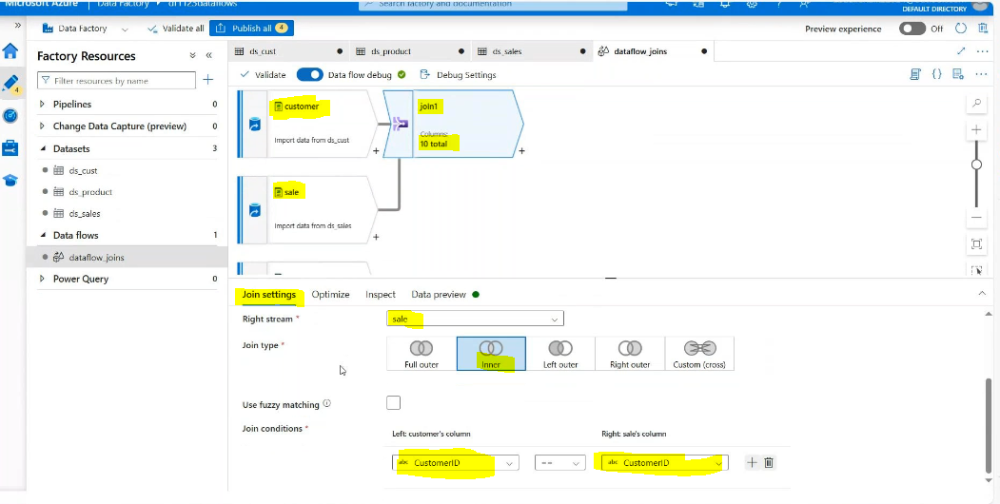 Microsoft Azure
Data Factory
df1123dataflows
Search factory and documentation
DEFAULT DIRECTORY
Data Factory
Validate all
Publish all 4
Preview experience
Off
»
4
Factory Resources
Filter resources by name
Pipelines 0
Change Data Capture (preview) 0
Datasets 3
ds_cust
ds_product
ds_sales
Data flows 1
dataflow_joins
Power Query 0
ds_cust
ds_product
ds_sales
dataflow_joins
Validate
Data flow debug
Debug Settings
customer
Import data from ds_cust
join1
Columns:
10 total
sale
Import data from ds_sales
Join settings
Optimize
Inspect
Data preview
Right stream *
sale
Join type *
Full outer
Inner
Left outer
Right outer
Custom (cross)
Use fuzzy matching
Join conditions *
Left: customer's column
Right: sale's column
abc CustomerID
==
abc CustomerID